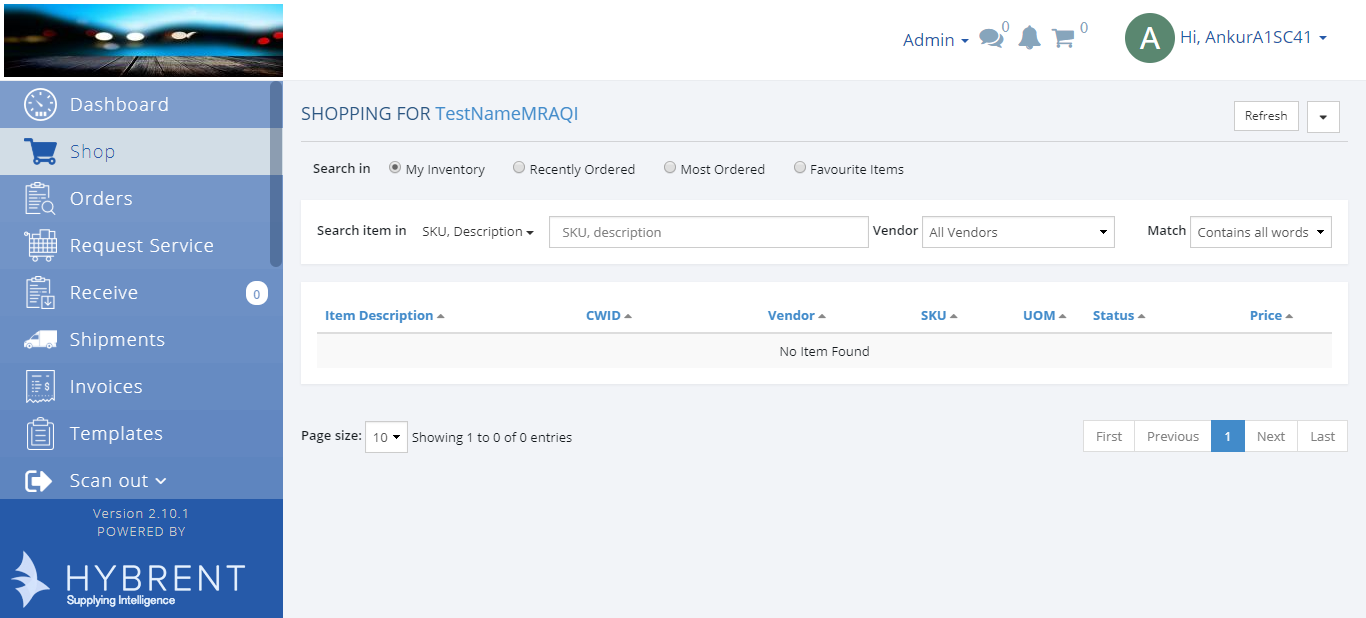 Admin 0 0 A Hi, AnkurA1SC41
Dashboard
Shop
Orders
Request Service
Receive 0
Shipments
Invoices
Templates
Scan out
Version 2.10.1
POWERED BY
HYBRENT
Supplying Intelligence
SHOPPING FOR TestNameMRAQI Refresh
Search in My Inventory Recently Ordered Most Ordered Favourite Items
Search item in SKU, Description SKU, description Vendor All Vendors Match Contains all words
Item Description CWID Vendor SKU UOM Status Price
No Item Found
Page size: 10 Showing 1 to 0 of 0 entries First Previous 1 Next Last